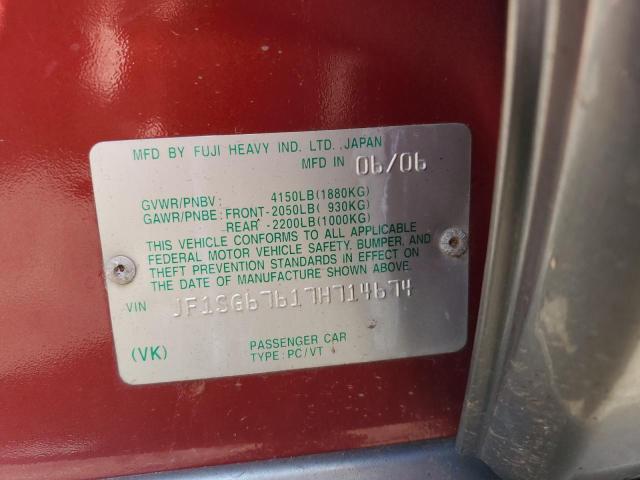 MFD BY FUJI HEAVY IND. LTD. JAPAN
MFD IN 06/06
GVWR/PNBV: 4150LB(1880KG)
GAWR/PNBE: FRONT-2050LB( 930KG)
REAR -2200LB(1000KG)
THIS VEHICLE CONFORMS TO ALL APPLICABLE
FEDERAL MOTOR VEHICLE SAFETY, BUMPER, AND
THEFT PREVENTION STANDARDS IN EFFECT ON
THE DATE OF MANUFACTURE SHOWN ABOVE.
VIN JF1SG67617H714674
(VK) PASSENGER CAR
TYPE: PC/VT